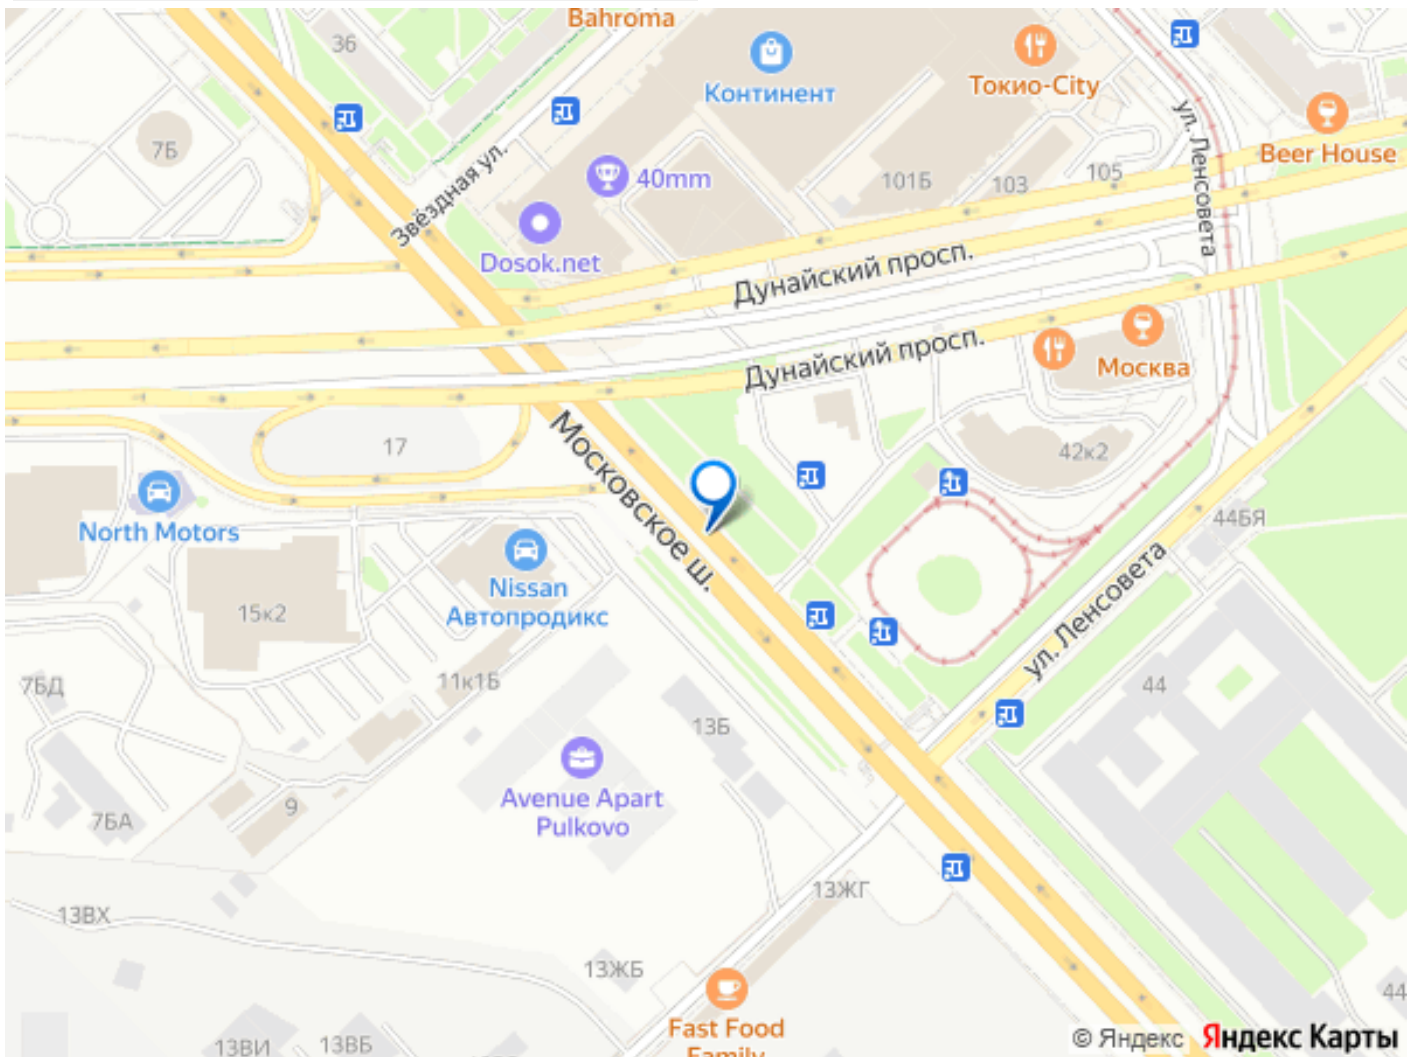 Bahroma
36
Континент
Токио-City
ул. Ленсовета
Beer House
7Б
Звёздная ул.
40mm
101Б
103
105
Dosok.net
Дунайский просп.
Дунайский просп.
Москва
Московское ш.
17
42к2
North Motors
44БЯ
Nissan
Автопродикс
15к2
ул. Ленсовета
7БД
11к1Б
13Б
44
Avenue Apart
Pulkovo
9
7БА
13ЖГ
13ВХ
13ЖБ
44
Fast Food
Family
13ВИ
13ВБ
© Яндекс Яндекс Карты